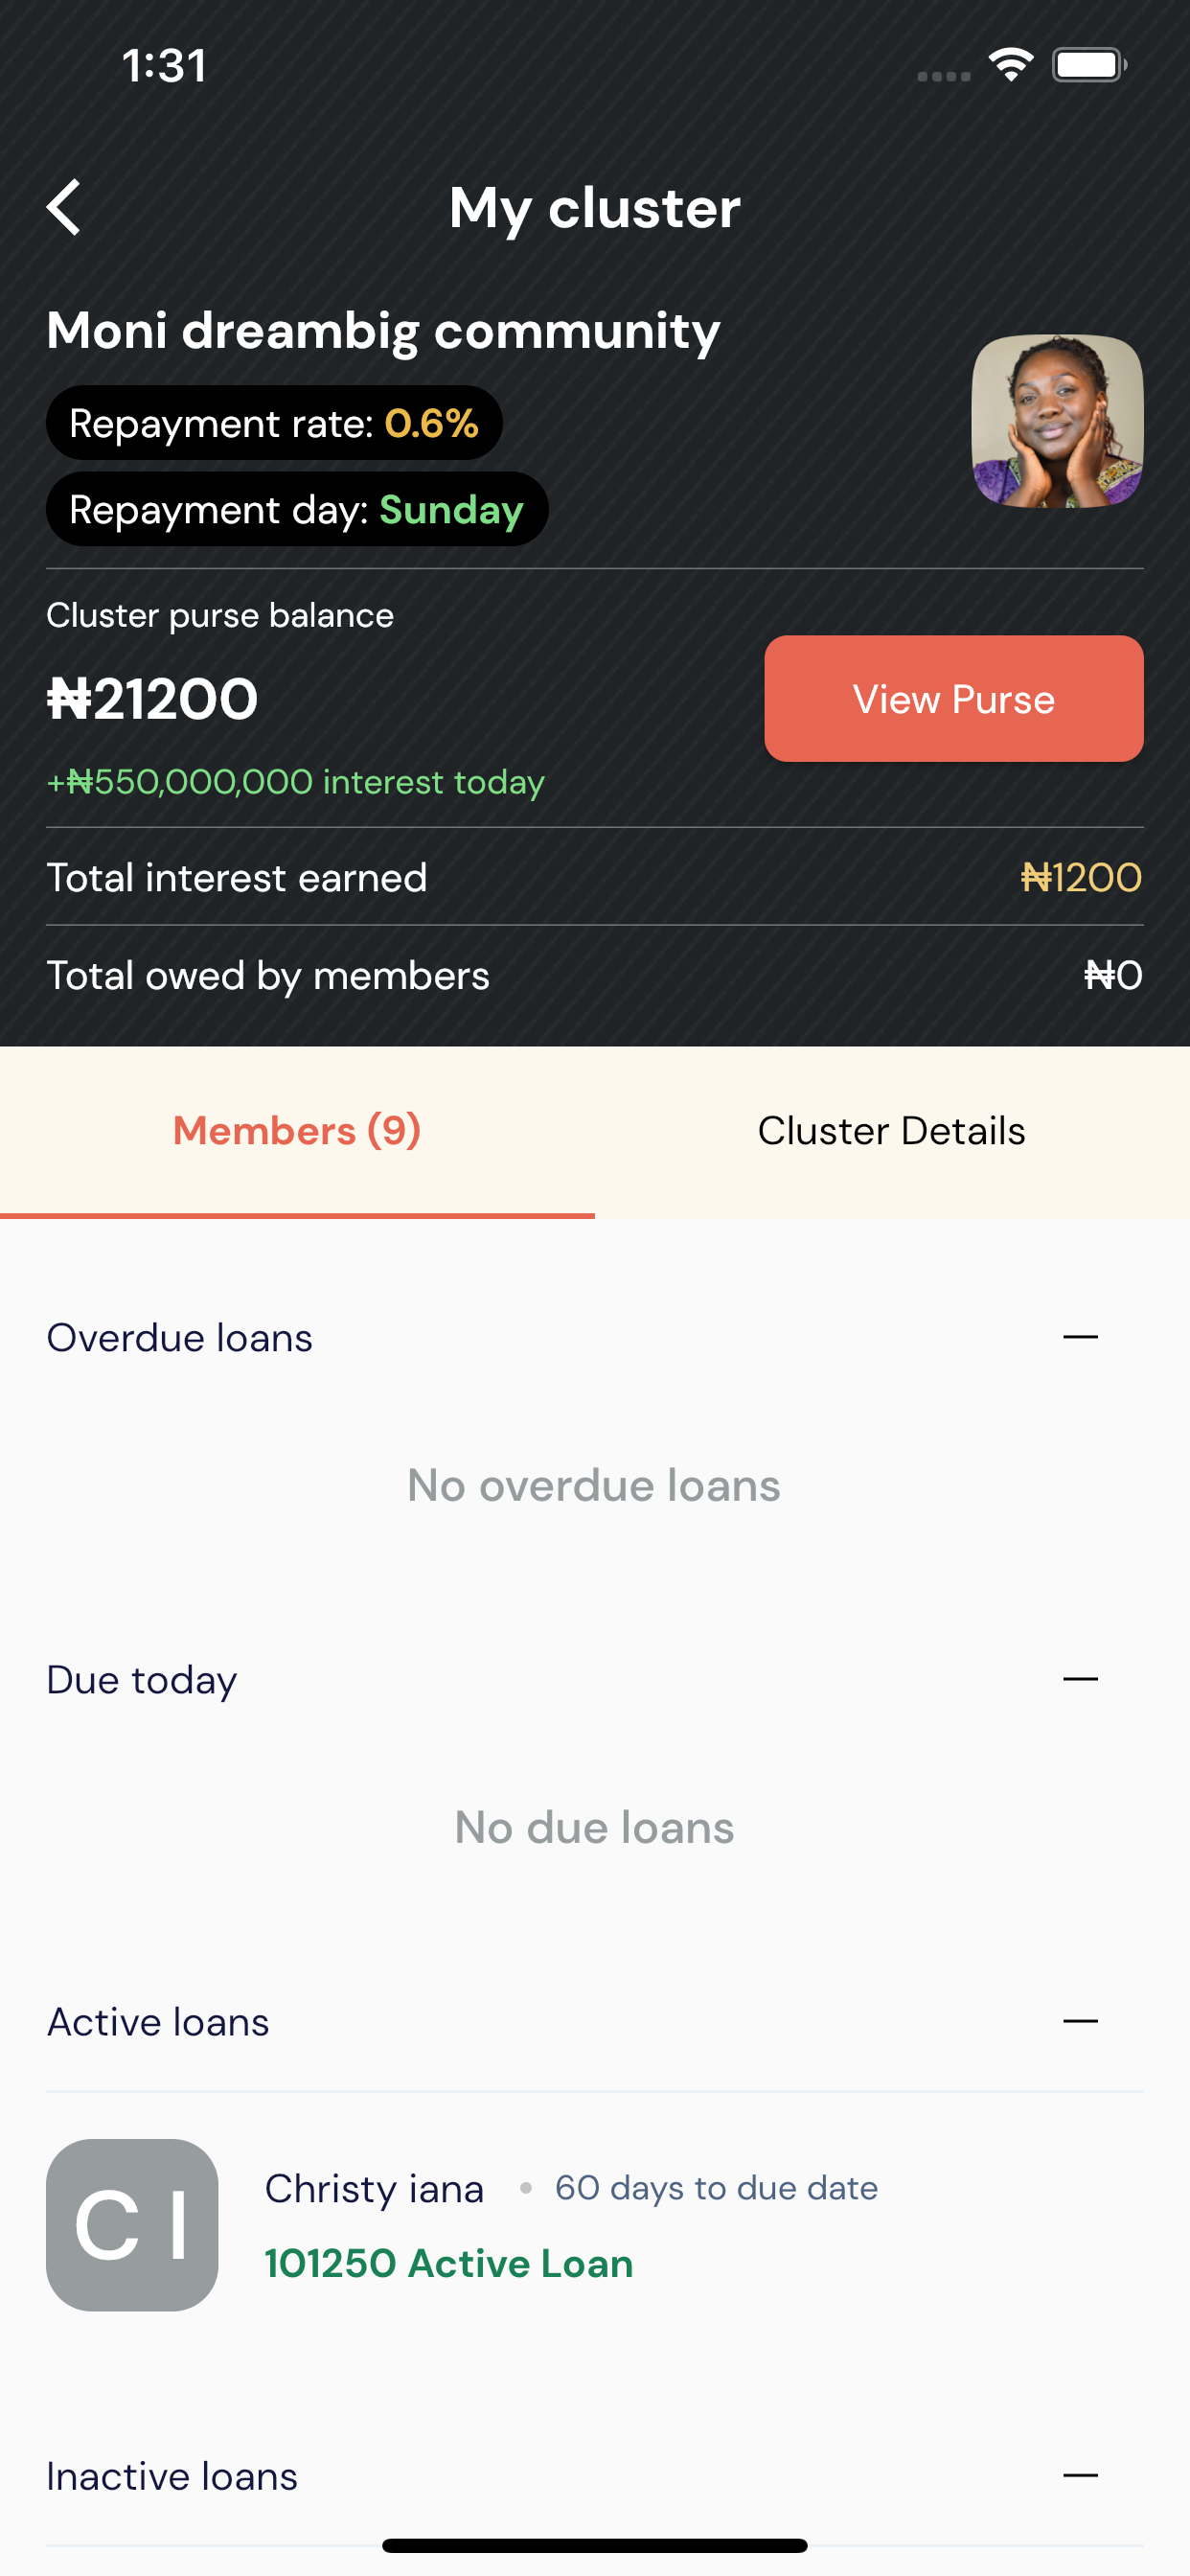 1:31
My cluster
Moni dreambig community
Repayment rate: 0.6%
Repayment day: Sunday
Cluster purse balance
₦21200
View Purse
+₦550,000,000 interest today
Total interest earned ₦1200
Total owed by members ₦0
Members (9) Cluster Details
Overdue loans
No overdue loans
Due today
No due loans
Active loans
C I
Christy iana • 60 days to due date
101250 Active Loan
Inactive loans